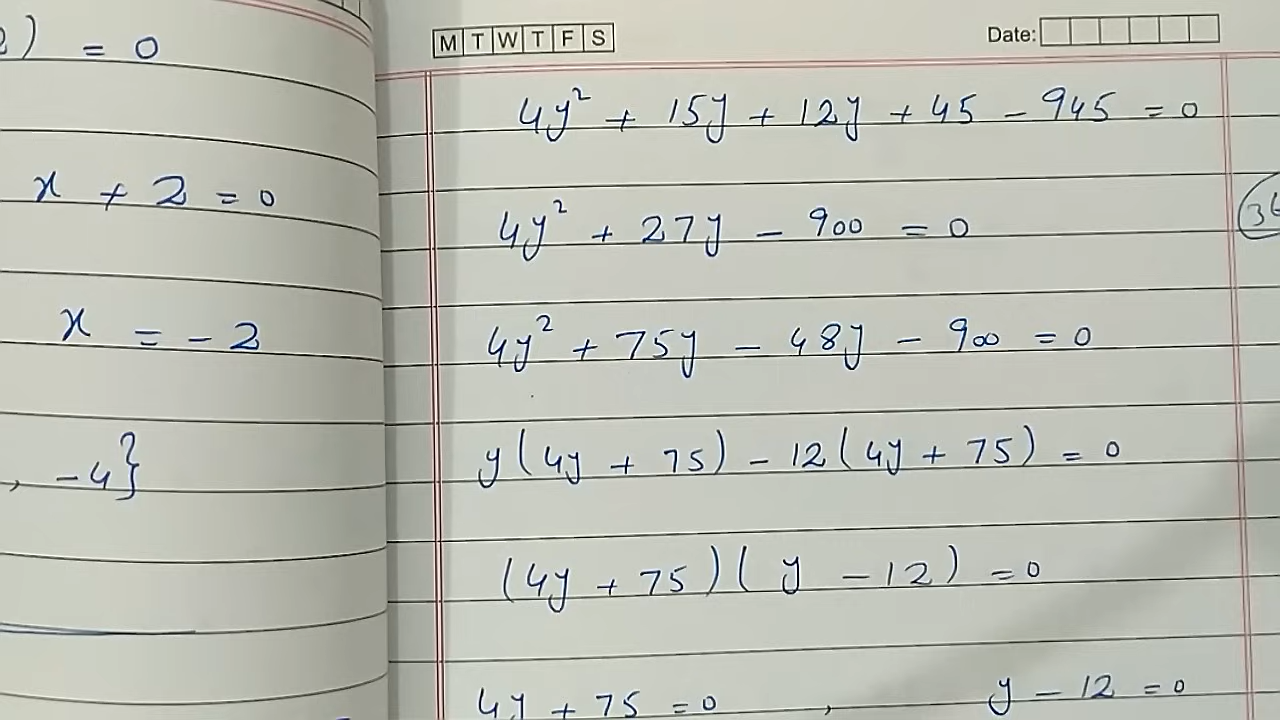 ) = 0
x + 2 = 0
x = - 2
, -4}
M T W T F S
Date:
4y² + 15y + 12y + 45 - 945 = 0
4y² + 27y - 900 = 0
4y² + 75y - 48y - 900 = 0
y(4y + 75) - 12(4y + 75) = 0
(4y + 75)(y - 12) = 0
4y + 75 = 0 , y - 12 = 0